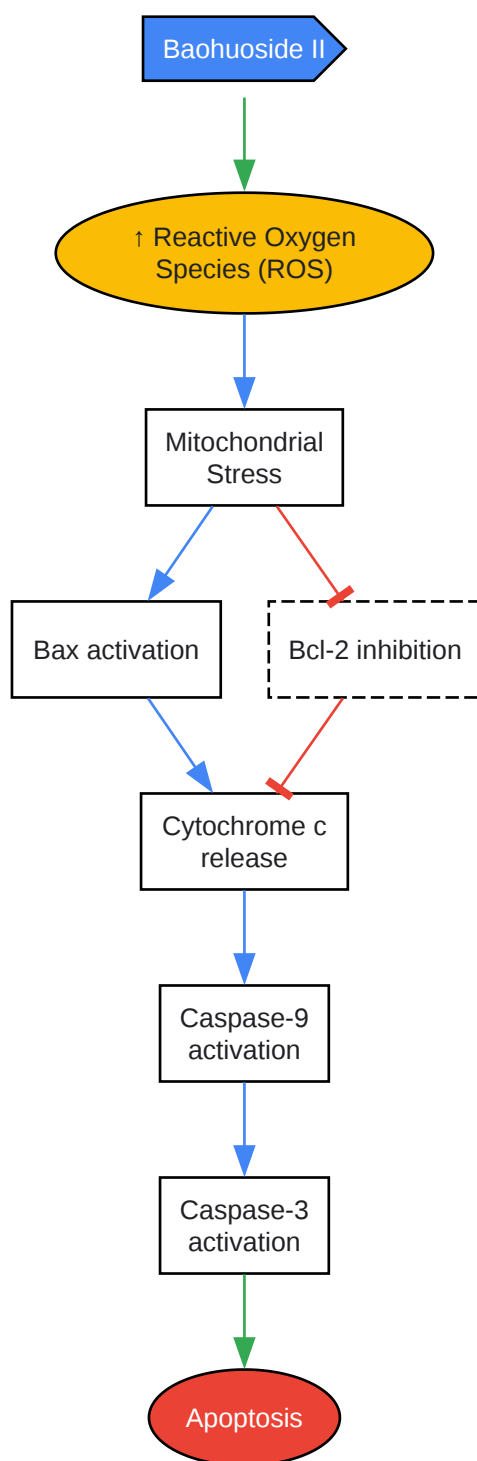 Baohuoside II
↑ Reactive Oxygen
Species (ROS)
Mitochondrial
Stress
Bax activation
Bcl-2 inhibition
Cytochrome c
release
Caspase-9
activation
Caspase-3
activation
Apoptosis